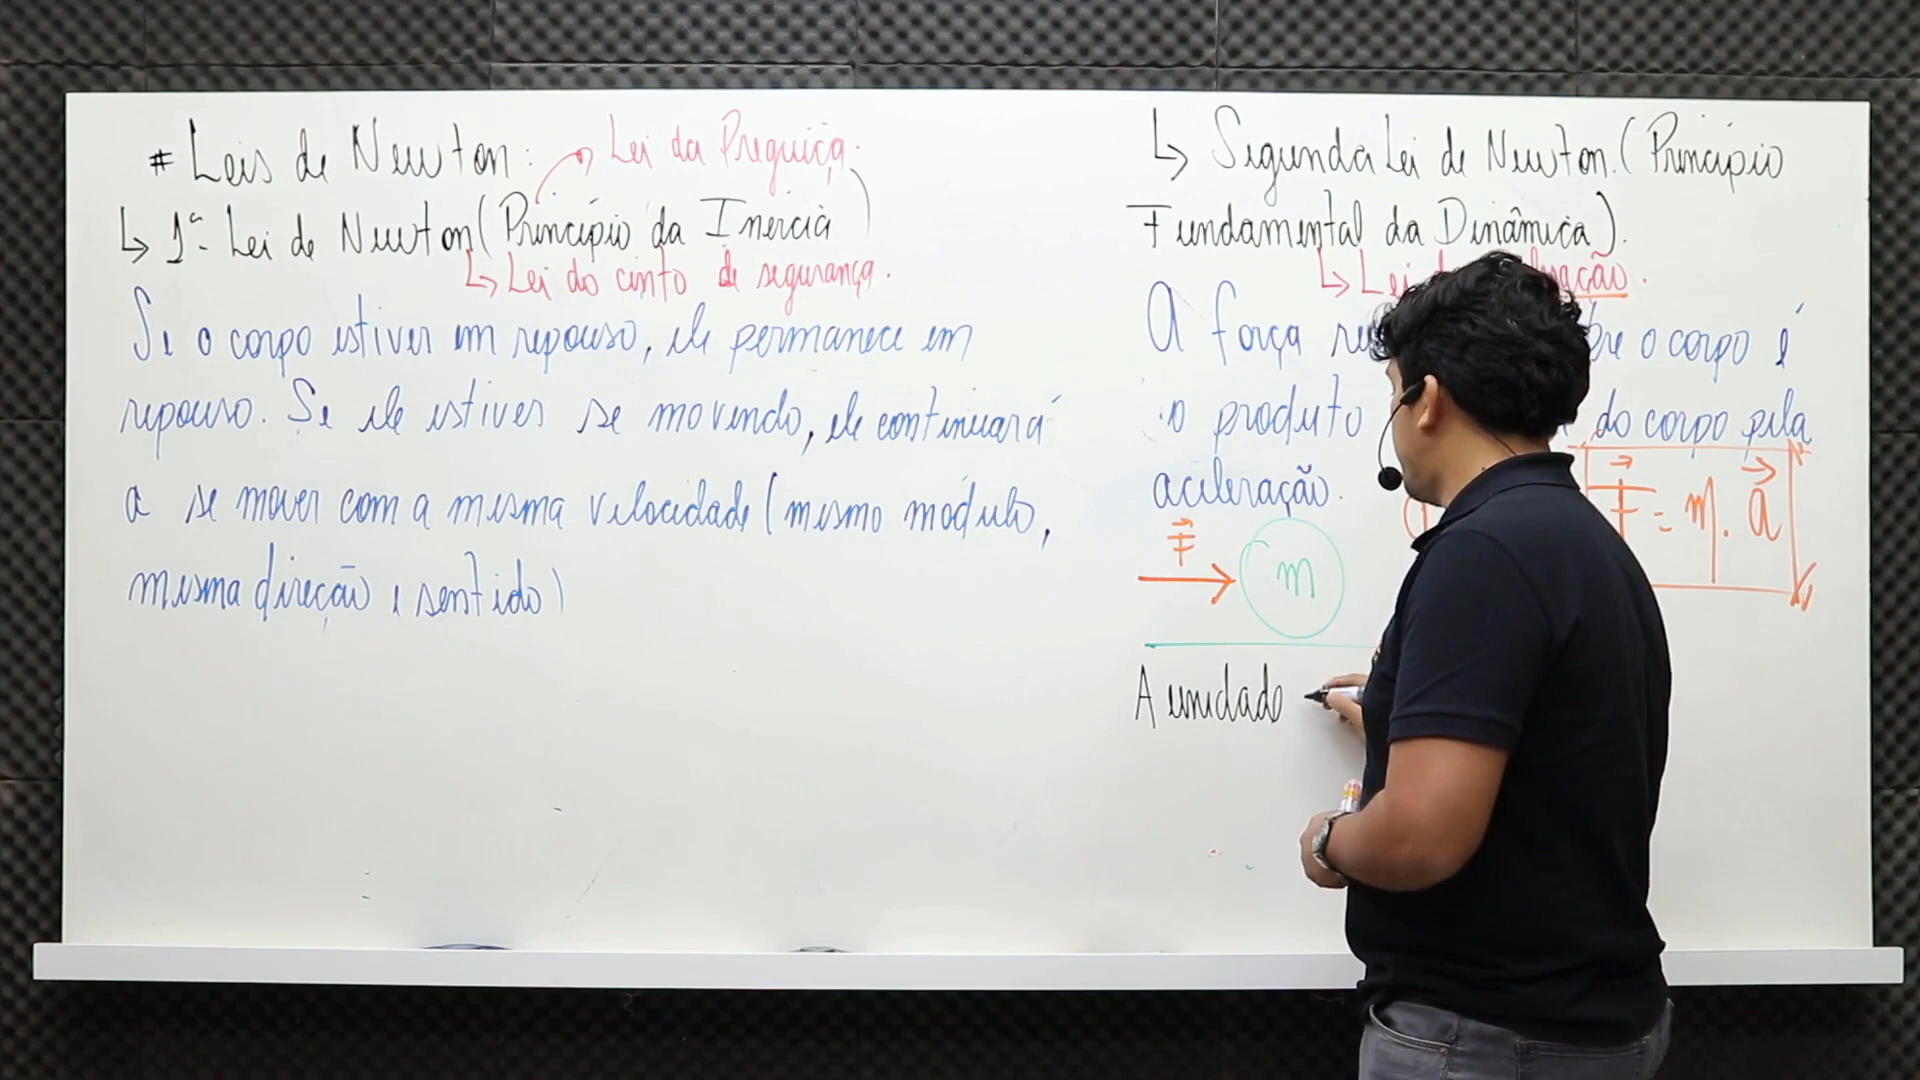 # Leis de Newton: Lei da Preguiça.
↳ 1ª Lei de Newton (Princípio da Inércia)
↳ Lei do cinto de segurança.
Se o corpo estiver em repouso, ele permanece em
repouso. Se ele estiver se movendo, ele continuará
a se mover com a mesma velocidade (mesmo módulo,
mesma direção e sentido)
↳ Segunda Lei de Newton. (Princípio
Fundamental da Dinâmica).
↳ Lei
A força sobre o corpo é
o produto do corpo pela
aceleração.
F = m. a
F
m
A unidade